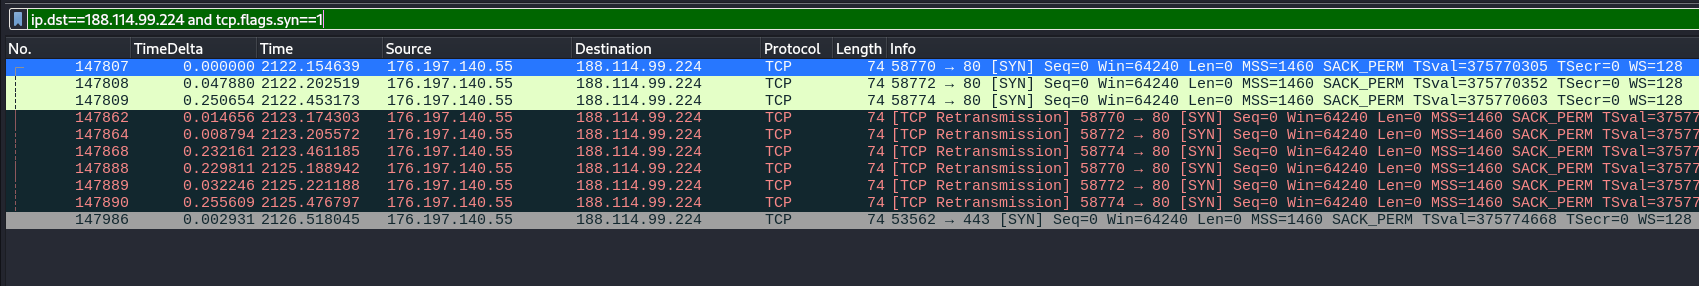 ip.dst==188.114.99.224 and tcp.flags.syn==1
No. TimeDelta Time Source Destination Protocol Length Info
147807 0.000000 2122.154639 176.197.140.55 188.114.99.224 TCP 74 58770 → 80 [SYN] Seq=0 Win=64240 Len=0 MSS=1460 SACK_PERM TSval=375770305 TSecr=0 WS=128
147808 0.047880 2122.202519 176.197.140.55 188.114.99.224 TCP 74 58772 → 80 [SYN] Seq=0 Win=64240 Len=0 MSS=1460 SACK_PERM TSval=375770352 TSecr=0 WS=128
147809 0.250654 2122.453173 176.197.140.55 188.114.99.224 TCP 74 58774 → 80 [SYN] Seq=0 Win=64240 Len=0 MSS=1460 SACK_PERM TSval=375770603 TSecr=0 WS=128
147862 0.014656 2123.174303 176.197.140.55 188.114.99.224 TCP 74 [TCP Retransmission] 58770 → 80 [SYN] Seq=0 Win=64240 Len=0 MSS=1460 SACK_PERM TSval=37577
147864 0.008794 2123.205572 176.197.140.55 188.114.99.224 TCP 74 [TCP Retransmission] 58772 → 80 [SYN] Seq=0 Win=64240 Len=0 MSS=1460 SACK_PERM TSval=37577
147868 0.232161 2123.461185 176.197.140.55 188.114.99.224 TCP 74 [TCP Retransmission] 58774 → 80 [SYN] Seq=0 Win=64240 Len=0 MSS=1460 SACK_PERM TSval=37577
147888 0.229811 2125.188942 176.197.140.55 188.114.99.224 TCP 74 [TCP Retransmission] 58770 → 80 [SYN] Seq=0 Win=64240 Len=0 MSS=1460 SACK_PERM TSval=37577
147889 0.032246 2125.221188 176.197.140.55 188.114.99.224 TCP 74 [TCP Retransmission] 58772 → 80 [SYN] Seq=0 Win=64240 Len=0 MSS=1460 SACK_PERM TSval=37577
147890 0.255609 2125.476797 176.197.140.55 188.114.99.224 TCP 74 [TCP Retransmission] 58774 → 80 [SYN] Seq=0 Win=64240 Len=0 MSS=1460 SACK_PERM TSval=37577
147986 0.002931 2126.518045 176.197.140.55 188.114.99.224 TCP 74 53562 → 443 [SYN] Seq=0 Win=64240 Len=0 MSS=1460 SACK_PERM TSval=375774668 TSecr=0 WS=128